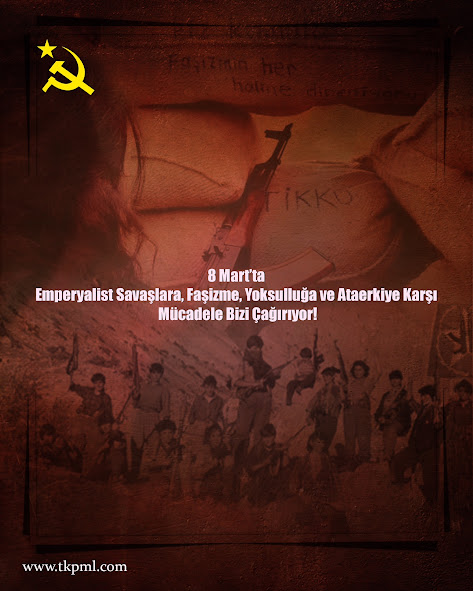 Faşizmin her
TİKKO
8 Mart'ta
Emperyalist Savaşlara, Faşizme, Yoksulluğa ve Ataerkiye Karşı
Mücadele Bizi Çağırıyor!
www.tkpml.com